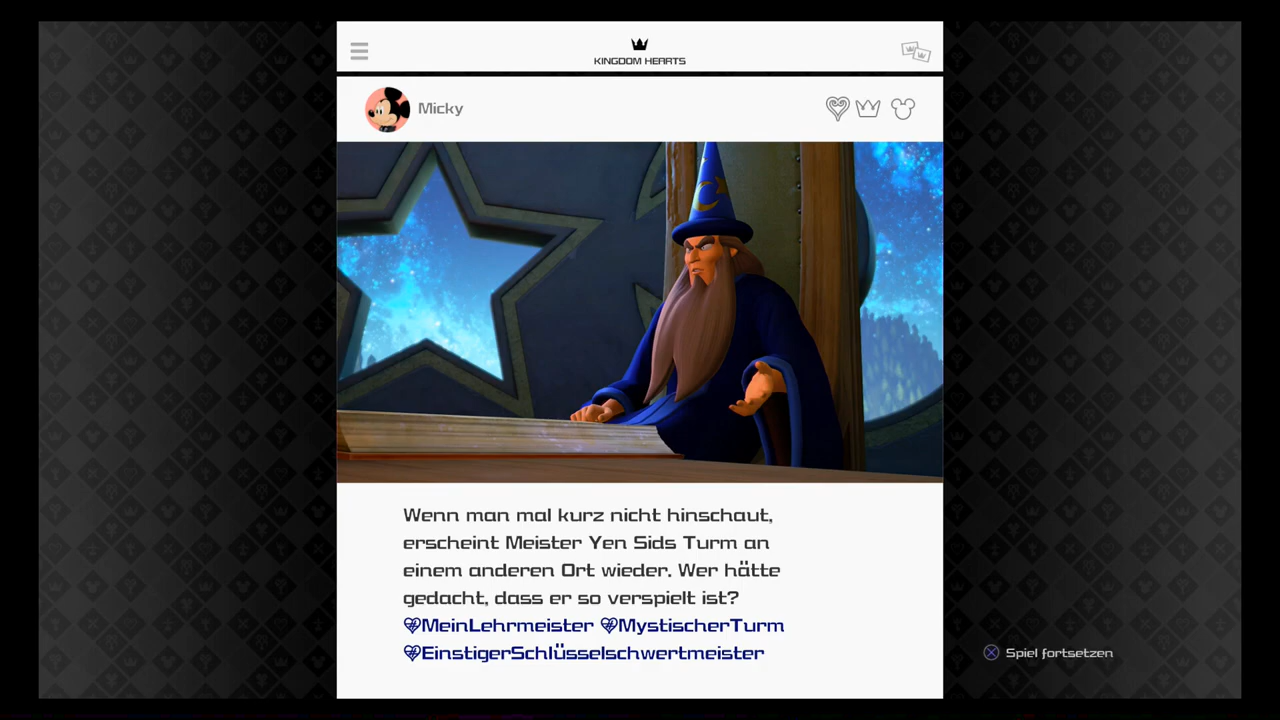 KINGDOM HEARTS
Micky
Wenn man mal kurz nicht hinschaut,
erscheint Meister Yen Sids Turm an
einem anderen Ort wieder. Wer hätte
gedacht, dass er so verspielt ist?
#MeinLehrmeister #MystischerTurm
#EinstigerSchlüsselschwertmeister
Spiel fortsetzen